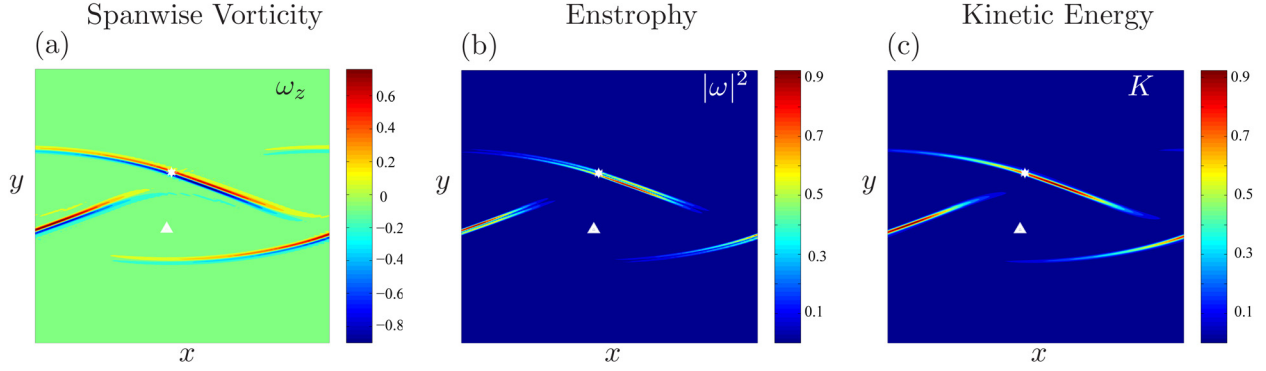 Spanwise Vorticity
(a)
ω_z
y
x
0.6
0.4
0.2
0
−0.2
−0.4
−0.6
−0.8
Enstrophy
(b)
|ω|²
y
x
0.9
0.7
0.5
0.3
0.1
Kinetic Energy
(c)
K
y
x
0.9
0.7
0.5
0.3
0.1